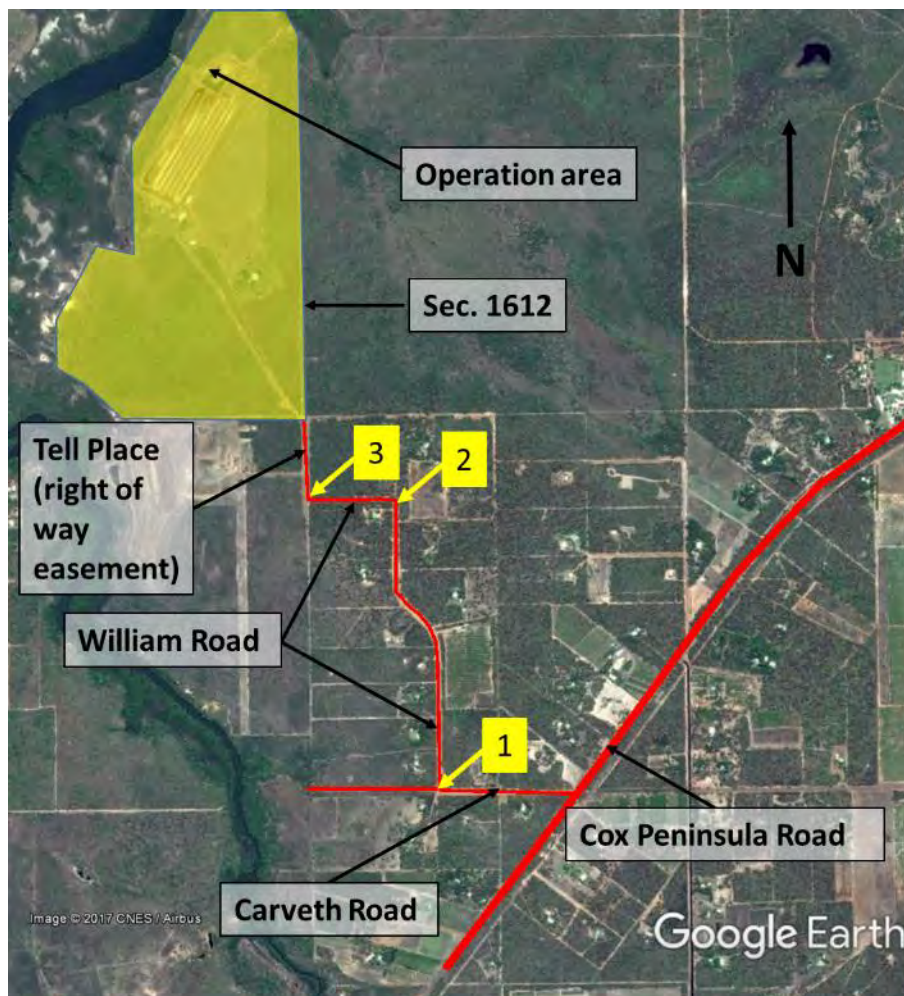 Operation area
N
Sec. 1612
Tell Place
(right of
way
easement)
3
2
William Road
1
Cox Peninsula Road
Carveth Road
Image © 2017 CNES / Airbus
Google Earth